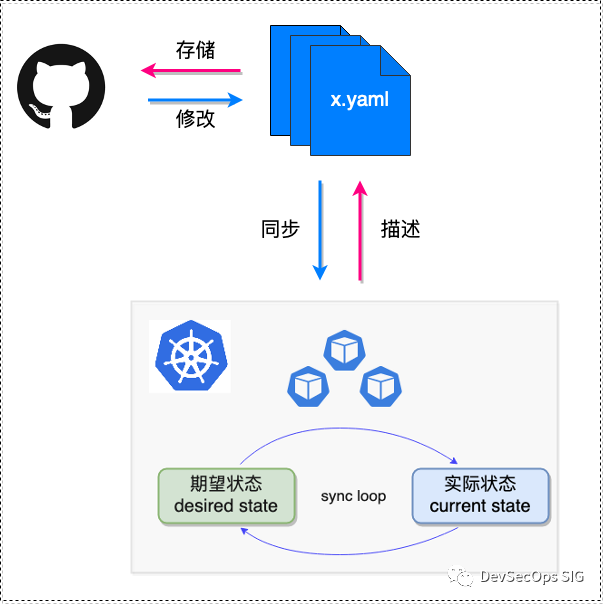 存储
x.yaml
修改
同步
描述
期望状态
desired state
sync loop
实际状态
current state
DevSecOps SIG